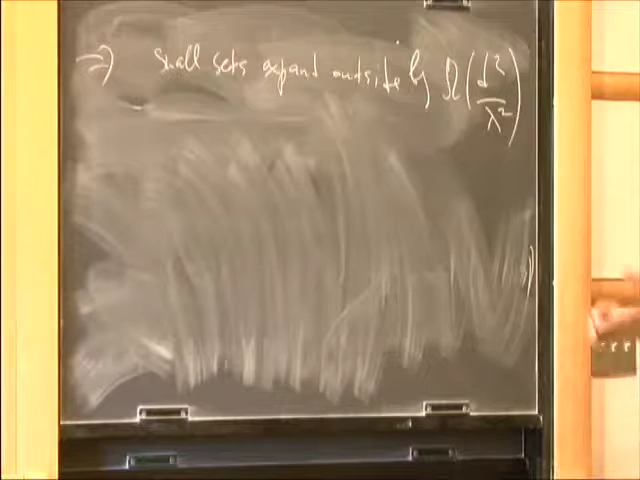 ⇒ Small sets expand outside by Ω(d²/λ²)